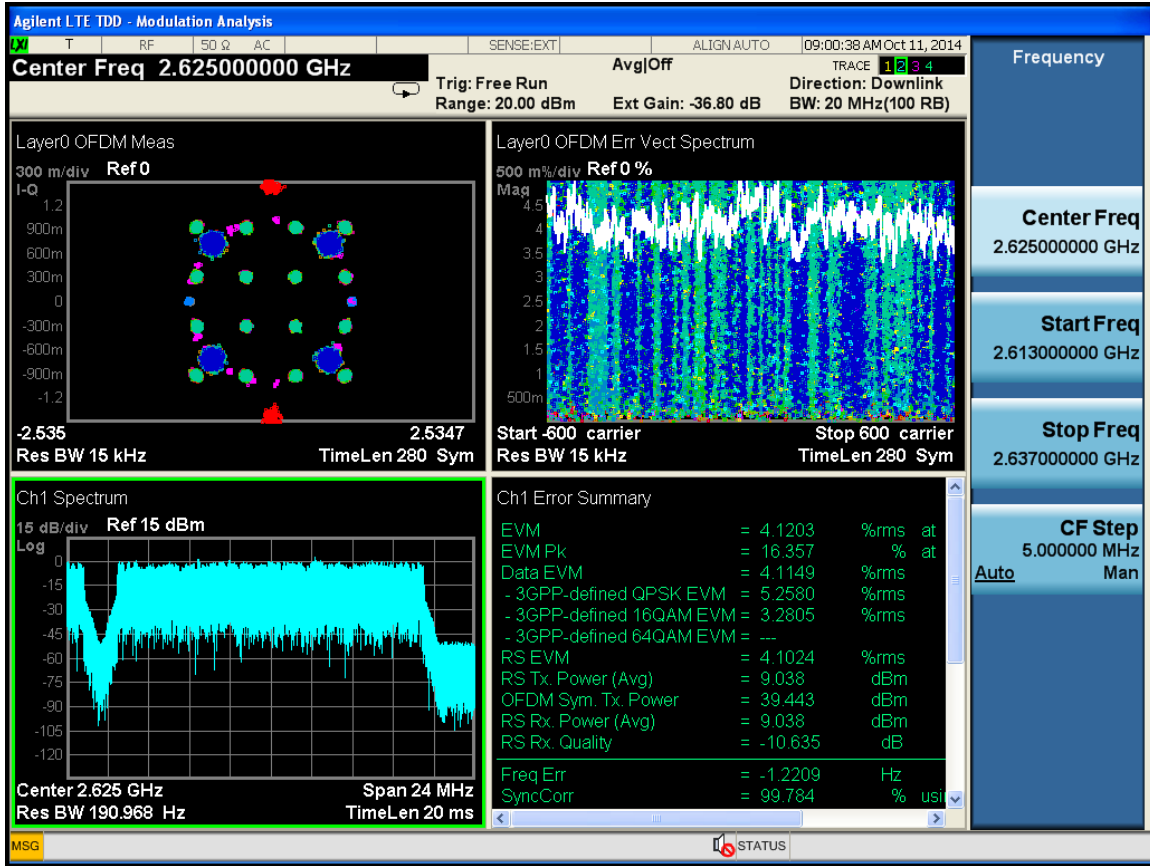 Agilent LTE TDD - Modulation Analysis
LXI T RF 50 Ω AC SENSE:EXT ALIGN AUTO 09:00:38 AM Oct 11, 2014
Center Freq 2.625000000 GHz
Avg|Off
TRACE 1 2 3 4
Trig: Free Run
Direction: Downlink
Range: 20.00 dBm Ext Gain: -36.80 dB BW: 20 MHz(100 RB)
Layer0 OFDM Meas
300 m/div Ref 0
I-Q
1.2
900m
600m
300m
0
-300m
-600m
-900m
-1.2
-2.535 2.5347
Res BW 15 kHz TimeLen 280 Sym
Layer0 OFDM Err Vect Spectrum
500 m%/div Ref 0 %
Mag
4.5
4
3.5
3
2.5
2
1.5
1
500m
Start -600 carrier Stop 600 carrier
Res BW 15 kHz TimeLen 280 Sym
Ch1 Spectrum
15 dB/div Ref 15 dBm
Log
0
-15
-30
-45
-60
-75
-90
-105
-120
Center 2.625 GHz Span 24 MHz
Res BW 190.968 Hz TimeLen 20 ms
Ch1 Error Summary
EVM = 4.1203 %rms at
EVM Pk = 16.357 % at
Data EVM = 4.1149 %rms
- 3GPP-defined QPSK EVM = 5.2580 %rms
- 3GPP-defined 16QAM EVM = 3.2805 %rms
- 3GPP-defined 64QAM EVM = ---
RS EVM = 4.1024 %rms
RS Tx. Power (Avg) = 9.038 dBm
OFDM Sym. Tx. Power = 39.443 dBm
RS Rx. Power (Avg) = 9.038 dBm
RS Rx. Quality = -10.635 dB
Freq Err = -1.2209 Hz
SyncCorr = 99.784 % usi
Frequency
Center Freq
2.625000000 GHz
Start Freq
2.613000000 GHz
Stop Freq
2.637000000 GHz
CF Step
5.000000 MHz
Auto Man
MSG STATUS